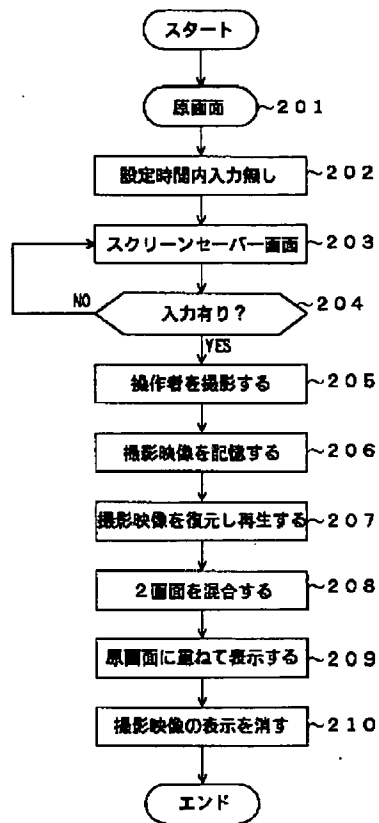 スタート
原画面 ~201
設定時間内入力無し ~202
スクリーンセーバー画面 ~203
入力有り? ~204
NO
YES
操作者を撮影する ~205
撮影映像を記憶する ~206
撮影映像を復元し再生する ~207
2画面を混合する ~208
原画面に重ねて表示する ~209
撮影映像の表示を消す ~210
エンド